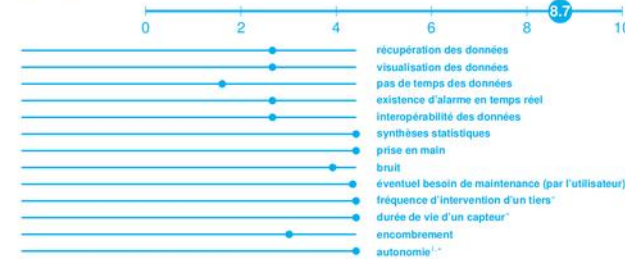 8.7
0 2 4 6 8 10
récupération des données
visualisation des données
pas de temps des données
existence d'alarme en temps réel
interopérabilité des données
synthèses statistiques
prise en main
bruit
éventuel besoin de maintenance (par l'utilisateur)
fréquence d'intervention d'un tiers*
durée de vie d'un capteur*
encombrement
autonomie¹,*